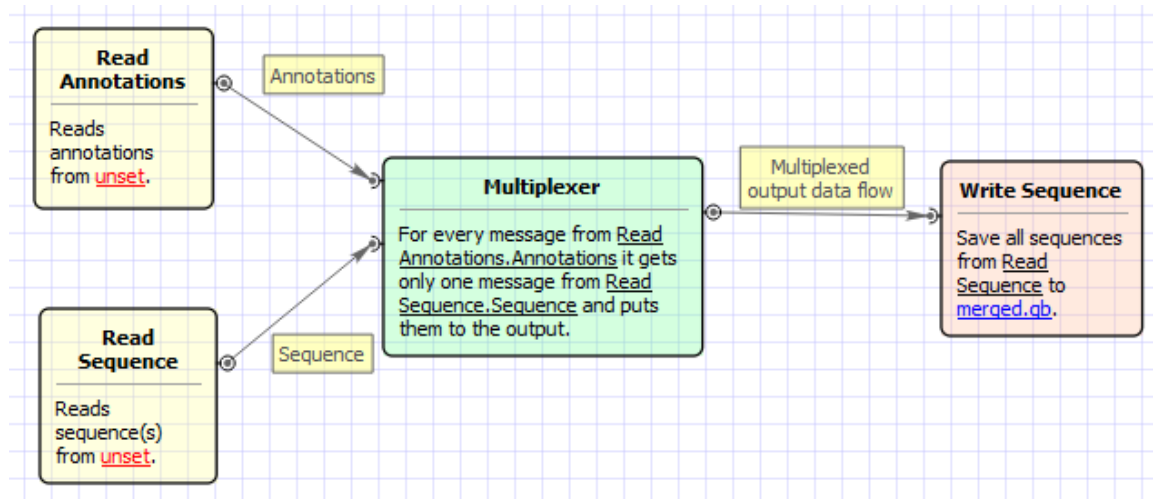 Read
Annotations
Reads
annotations
from unset.
Annotations
Read
Sequence
Reads
sequence(s)
from unset.
Sequence
Multiplexer
For every message from Read
Annotations.Annotations it gets
only one message from Read
Sequence.Sequence and puts
them to the output.
Multiplexed
output data flow
Write Sequence
Save all sequences
from Read
Sequence to
merged.gb.